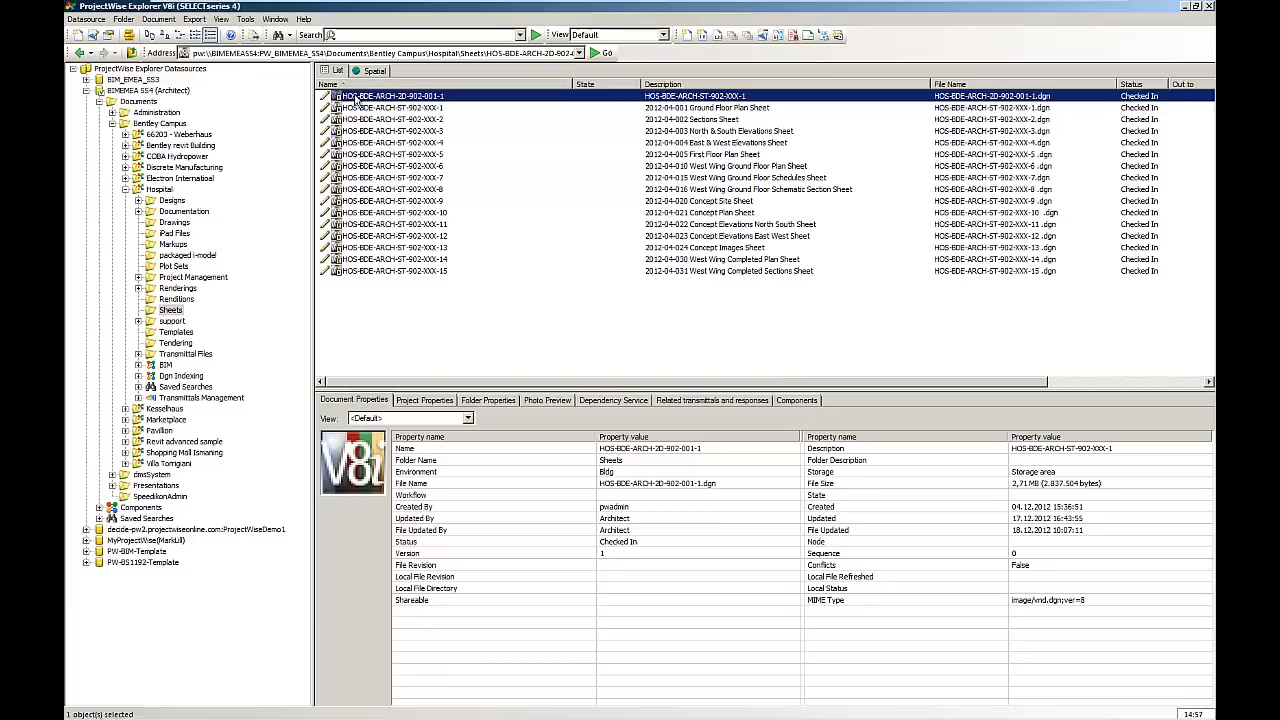 ProjectWise Explorer V8i (SELECTseries 4)
Datasource Folder Document Export View Tools Window Help
Search View Default
Address pw:\\BIMEMEASS4:PW_BIMEMEA_SS4\Documents\Bentley Campus\Hospital\Sheets\HOS-BDE-ARCH-2D-902-0 Go
ProjectWise Explorer Datasources
BIM_EMEA_SS3
BIMEMEA SS4 (Architect)
Documents
Administration
Bentley Campus
66203 - Weberhaus
Bentley revit Building
COBA Hydropower
Discrete Manufacturing
Electron International
Hospital
Designs
Documentation
Drawings
iPad Files
Markups
packaged i-model
Plot Sets
Project Management
Renderings
Renditions
Sheets
support
Templates
Tendering
Transmittal Files
BIM
Dgn Indexing
Saved Searches
Transmittals Management
Kesselhaus
Marketplace
Pavillion
Revit advanced sample
Shopping Mall Ismaning
Villa Torrigiani
dmsSystem
Presentations
SpeedikonAdmin
Components
Saved Searches
decide-pw2.projectwiseonline.com:ProjectWiseDemo1
MyProjectWise(MarkLill)
PW-BIM-Template
PW-BS1192-Template
List Spatial
Name State Description File Name Status Out to
HOS-BDE-ARCH-2D-902-001-1 HOS-BDE-ARCH-ST-902-XXX-1 HOS-BDE-ARCH-2D-902-001-1.dgn Checked In
HOS-BDE-ARCH-ST-902-XXX-1 2012-04-001 Ground Floor Plan Sheet HOS-BDE-ARCH-ST-902-XXX-1 .dgn Checked In
HOS-BDE-ARCH-ST-902-XXX-2 2012-04-002 Sections Sheet HOS-BDE-ARCH-ST-902-XXX-2 .dgn Checked In
HOS-BDE-ARCH-ST-902-XXX-3 2012-04-003 North & South Elevations Sheet HOS-BDE-ARCH-ST-902-XXX-3 .dgn Checked In
HOS-BDE-ARCH-ST-902-XXX-4 2012-04-004 East & West Elevations Sheet HOS-BDE-ARCH-ST-902-XXX-4 .dgn Checked In
HOS-BDE-ARCH-ST-902-XXX-5 2012-04-005 First Floor Plan Sheet HOS-BDE-ARCH-ST-902-XXX-5 .dgn Checked In
HOS-BDE-ARCH-ST-902-XXX-6 2012-04-010 West Wing Ground Floor Plan Sheet HOS-BDE-ARCH-ST-902-XXX-6 .dgn Checked In
HOS-BDE-ARCH-ST-902-XXX-7 2012-04-015 West Wing Ground Floor Schedules Sheet HOS-BDE-ARCH-ST-902-XXX-7 .dgn Checked In
HOS-BDE-ARCH-ST-902-XXX-8 2012-04-016 West Wing Ground Floor Schematic Section Sheet HOS-BDE-ARCH-ST-902-XXX-8 .dgn Checked In
HOS-BDE-ARCH-ST-902-XXX-9 2012-04-020 Concept Site Sheet HOS-BDE-ARCH-ST-902-XXX-9 .dgn Checked In
HOS-BDE-ARCH-ST-902-XXX-10 2012-04-021 Concept Plan Sheet HOS-BDE-ARCH-ST-902-XXX-10 .dgn Checked In
HOS-BDE-ARCH-ST-902-XXX-11 2012-04-022 Concept Elevations North South Sheet HOS-BDE-ARCH-ST-902-XXX-11 .dgn Checked In
HOS-BDE-ARCH-ST-902-XXX-12 2012-04-023 Concept Elevations East West Sheet HOS-BDE-ARCH-ST-902-XXX-12 .dgn Checked In
HOS-BDE-ARCH-ST-902-XXX-13 2012-04-024 Concept Images Sheet HOS-BDE-ARCH-ST-902-XXX-13 .dgn Checked In
HOS-BDE-ARCH-ST-902-XXX-14 2012-04-030 West Wing Completed Plan Sheet HOS-BDE-ARCH-ST-902-XXX-14 .dgn Checked In
HOS-BDE-ARCH-ST-902-XXX-15 2012-04-031 West Wing Completed Sections Sheet HOS-BDE-ARCH-ST-902-XXX-15 .dgn Checked In
Document Properties Project Properties Folder Properties Photo Preview Dependency Service Related transmittals and responses Components
View: <Default>
V8i
Property name Property value Property name Property value
Name HOS-BDE-ARCH-2D-902-001-1 Description HOS-BDE-ARCH-ST-902-XXX-1
Folder Name Sheets Folder Description
Environment Bldg Storage Storage area
File Name HOS-BDE-ARCH-2D-902-001-1.dgn File Size 2,71 MB (2.837.504 bytes)
Workflow State
Created By pwadmin Created 04.12.2012 15:36:51
Updated By Architect Updated 17.12.2012 16:43:55
File Updated By Architect File Updated 18.12.2012 10:07:11
Status Checked In Node
Version 1 Sequence 0
File Revision Conflicts False
Local File Revision Local File Refreshed
Local File Directory Local Status
Shareable MIME Type image/vnd.dgn;ver=8
1 object(s) selected 14:57